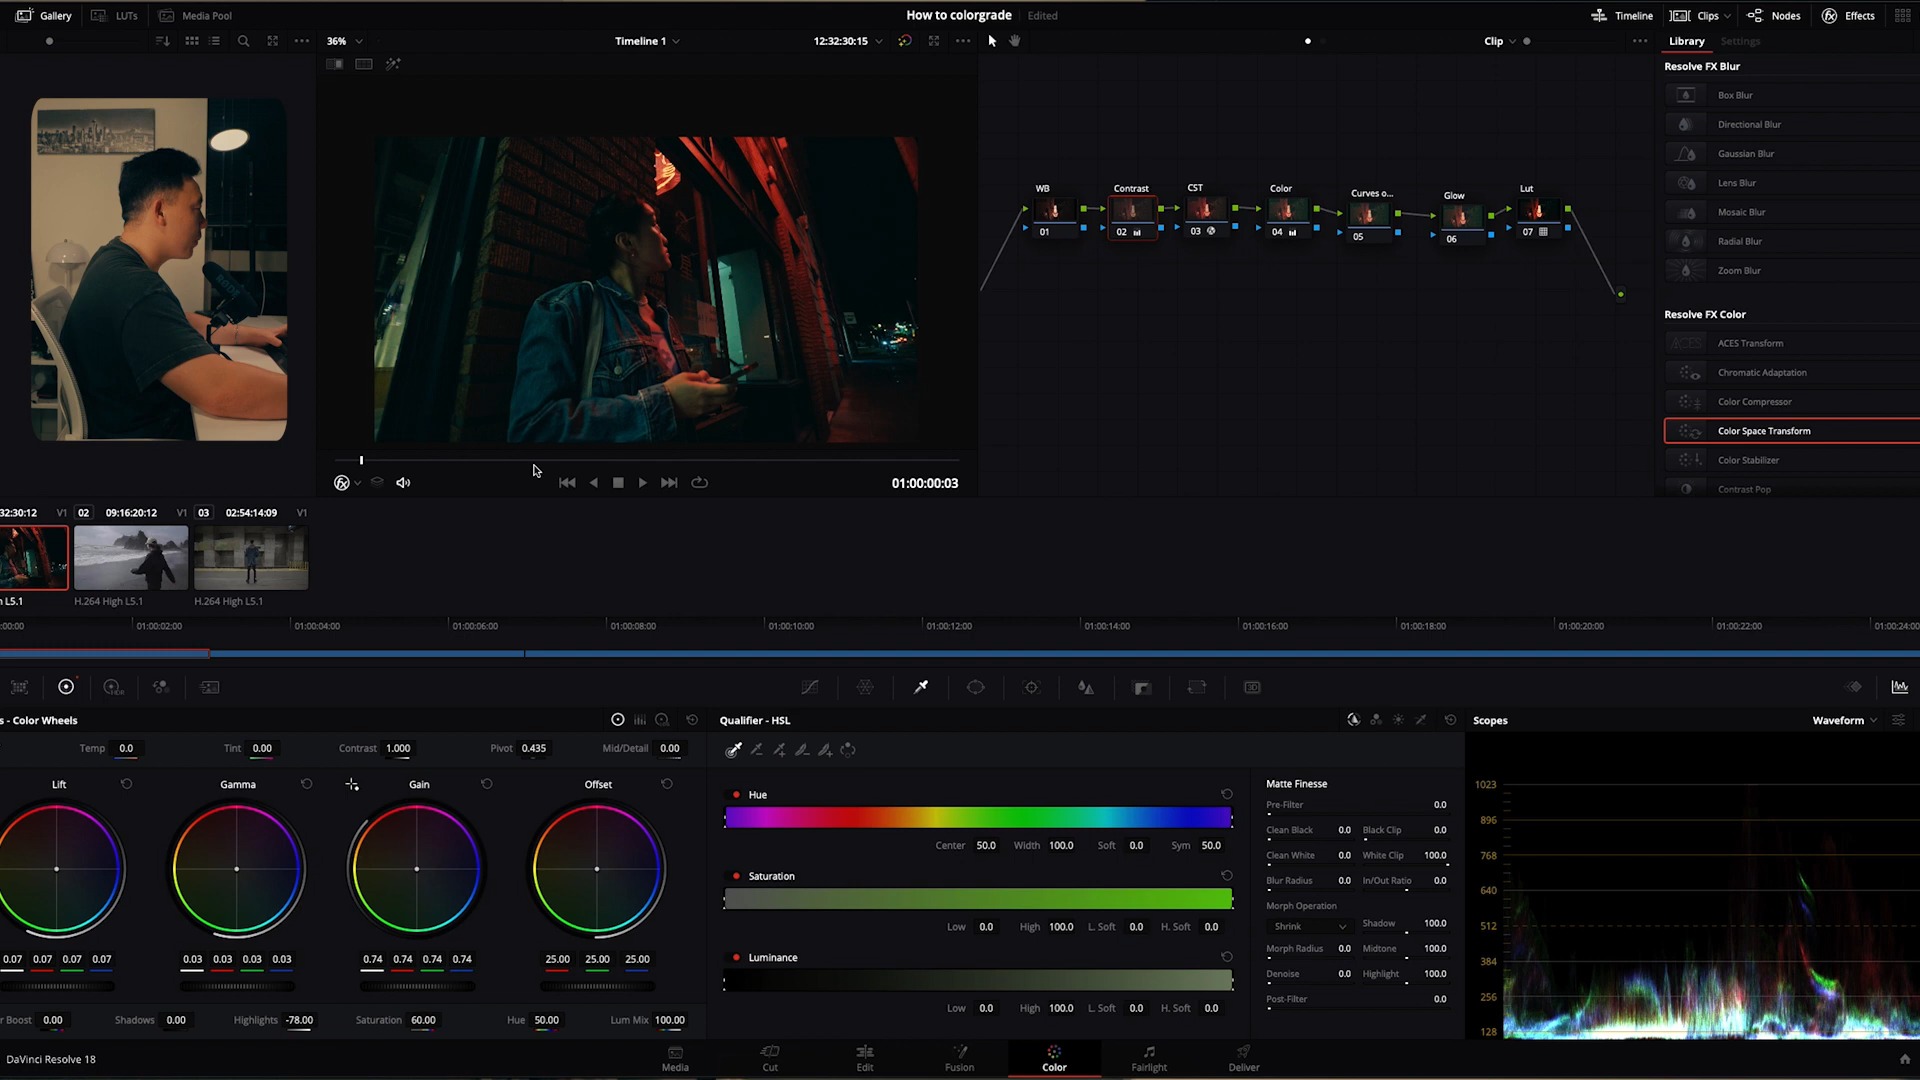 Gallery LUTs Media Pool How to colorgrade Edited Timeline Clips Nodes Effects
36% Timeline 1 12:32:30:15 Clip Library Settings
Resolve FX Blur
Box Blur
Directional Blur
Gaussian Blur
Lens Blur
Mosaic Blur
Radial Blur
Zoom Blur
Resolve FX Color
ACES Transform
Chromatic Adaptation
Color Compressor
Color Space Transform
Color Stabilizer
Contrast Pop
WB Contrast CST Color Curves o... Glow Lut
01 02 03 04 05 06 07
01:00:00:03
32:30:12 V1 02 09:16:20:12 V1 03 02:54:14:09 V1
L5.1 H.264 High L5.1 H.264 High L5.1
:00:00 01:00:02:00 01:00:04:00 01:00:06:00 01:00:08:00 01:00:10:00 01:00:12:00 01:00:14:00 01:00:16:00 01:00:18:00 01:00:20:00 01:00:22:00 01:00:24:00
HDR
3D
s - Color Wheels
Temp 0.0 Tint 0.00 Contrast 1.000 Pivot 0.435 Mid/Detail 0.00
Lift Gamma Gain Offset
0.07 0.07 0.07 0.07 0.03 0.03 0.03 0.03 0.74 0.74 0.74 0.74 25.00 25.00 25.00
r Boost 0.00 Shadows 0.00 Highlights -78.00 Saturation 60.00 Hue 50.00 Lum Mix 100.00
Qualifier - HSL
Hue
Center 50.0 Width 100.0 Soft 0.0 Sym 50.0
Saturation
Low 0.0 High 100.0 L. Soft 0.0 H. Soft 0.0
Luminance
Low 0.0 High 100.0 L. Soft 0.0 H. Soft 0.0
Matte Finesse
Pre-Filter 0.0
Clean Black 0.0 Black Clip 0.0
Clean White 0.0 White Clip 100.0
Blur Radius 0.0 In/Out Ratio 0.0
Morph Operation
Shrink Shadow 100.0
Morph Radius 0.0 Midtone 100.0
Denoise 0.0 Highlight 100.0
Post-Filter 0.0
Scopes Waveform
1023
896
768
640
512
384
256
128
DaVinci Resolve 18 Media Cut Edit Fusion Color Fairlight Deliver